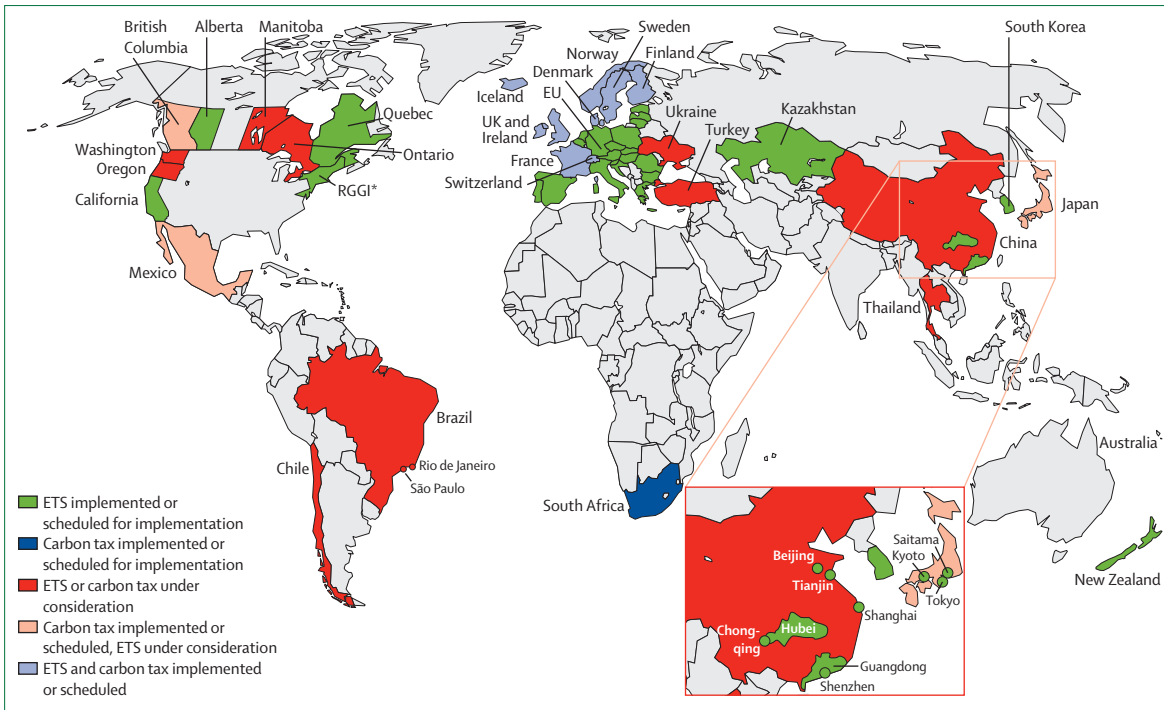 British
Columbia
Alberta
Manitoba
Sweden
Norway
Finland
South Korea
Denmark
EU
Iceland
UK and
Ireland
Ukraine
Turkey
Kazakhstan
Quebec
Ontario
Washington
Oregon
California
RGGI*
France
Switzerland
Japan
China
Mexico
Thailand
Brazil
Chile
Rio de Janeiro
São Paulo
South Africa
Australia
New Zealand
ETS implemented or
scheduled for implementation
Carbon tax implemented or
scheduled for implementation
ETS or carbon tax under
consideration
Carbon tax implemented or
scheduled, ETS under consideration
ETS and carbon tax implemented
or scheduled
Saitama
Kyoto
Beijing
Tianjin
Tokyo
Shanghai
Chong-
qing
Hubei
Guangdong
Shenzhen